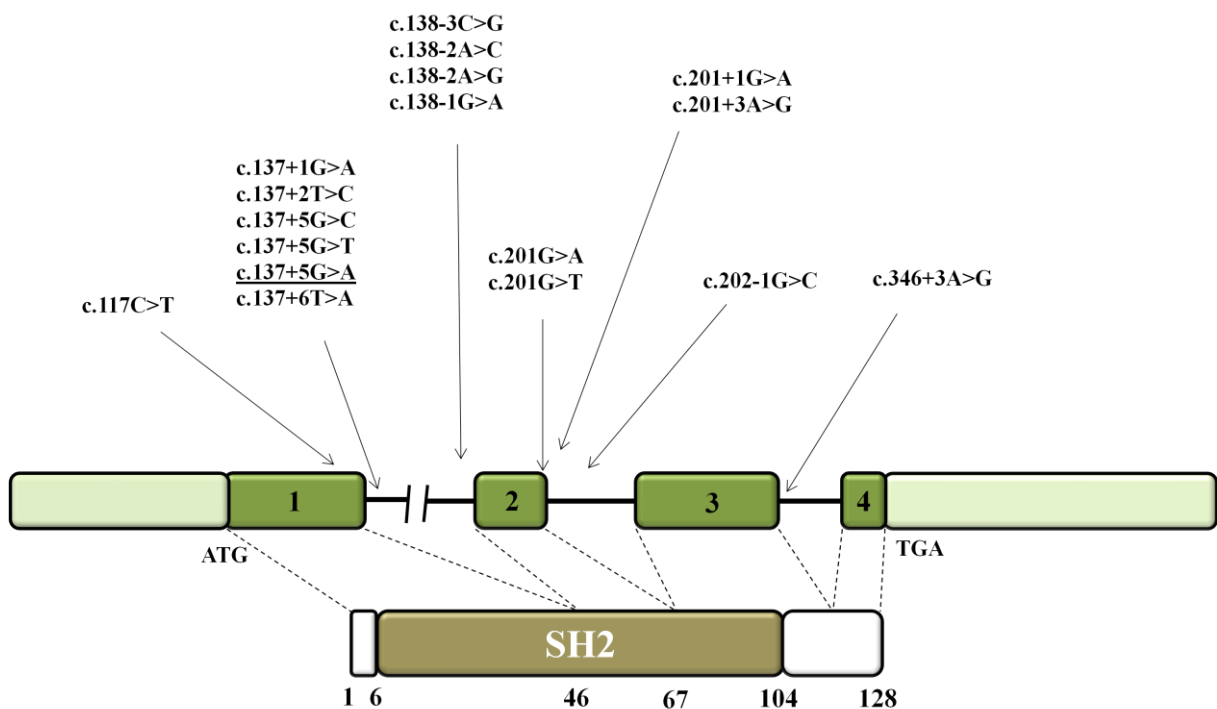 c.138-3C>G
c.138-2A>C
c.138-2A>G
c.138-1G>A
c.201+1G>A
c.201+3A>G
c.137+1G>A
c.137+2T>C
c.137+5G>C
c.137+5G>T
c.137+5G>A
c.137+6T>A
c.201G>A
c.201G>T
c.117C>T
c.202-1G>C
c.346+3A>G
1
2
3
4
ATG
TGA
SH2
1 6 46 67 104 128